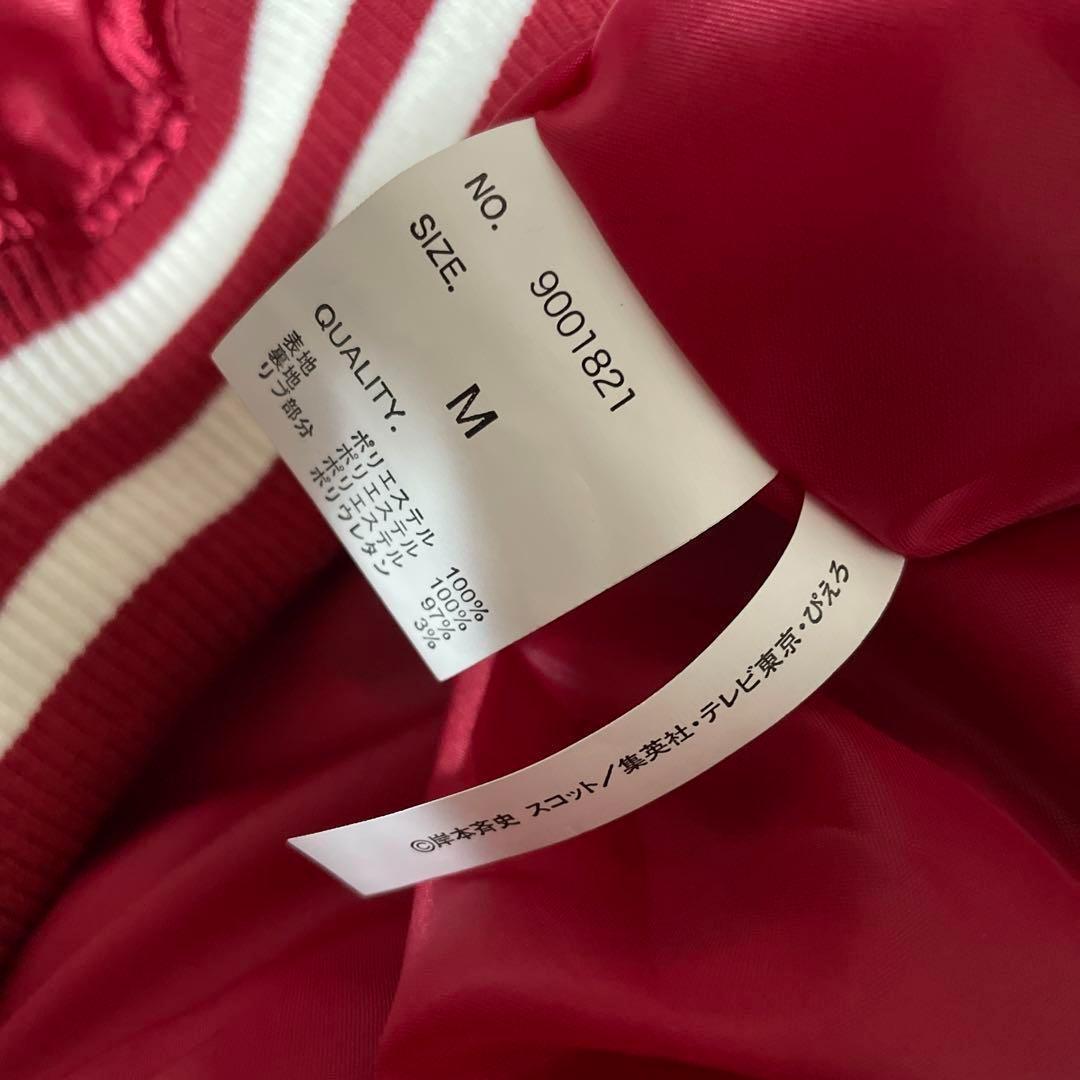 NO. 9001821
SIZE. M
QUALITY.
表地 ポリエステル 100%
裏地 ポリエステル 100%
リブ部分 ポリエステル 97%
ポリウレタン 3%
©岸本斉史 スコット/集英社・テレビ東京・ぴえろ